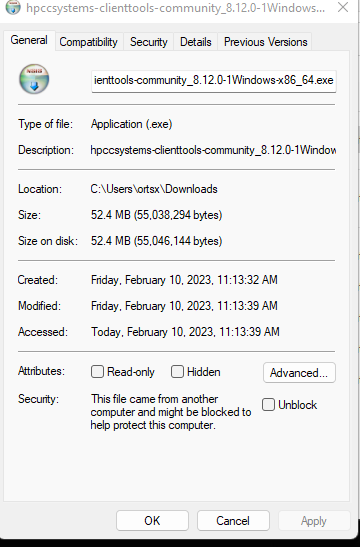 hpccsystems-clienttools-community_8.12.0-1Windows...
General Compatibility Security Details Previous Versions
ienttools-community_8.12.0-1Windows-x86_64.exe
Type of file: Application (.exe)
Description: hpccsystems-clienttools-community_8.12.0-1Window
Location: C:\Users\ortsx\Downloads
Size: 52.4 MB (55,038,294 bytes)
Size on disk: 52.4 MB (55,046,144 bytes)
Created: Friday, February 10, 2023, 11:13:32 AM
Modified: Friday, February 10, 2023, 11:13:39 AM
Accessed: Today, February 10, 2023, 11:13:39 AM
Attributes: Read-only Hidden Advanced...
Security: This file came from another
computer and might be blocked to
help protect this computer.
Unblock
OK Cancel Apply